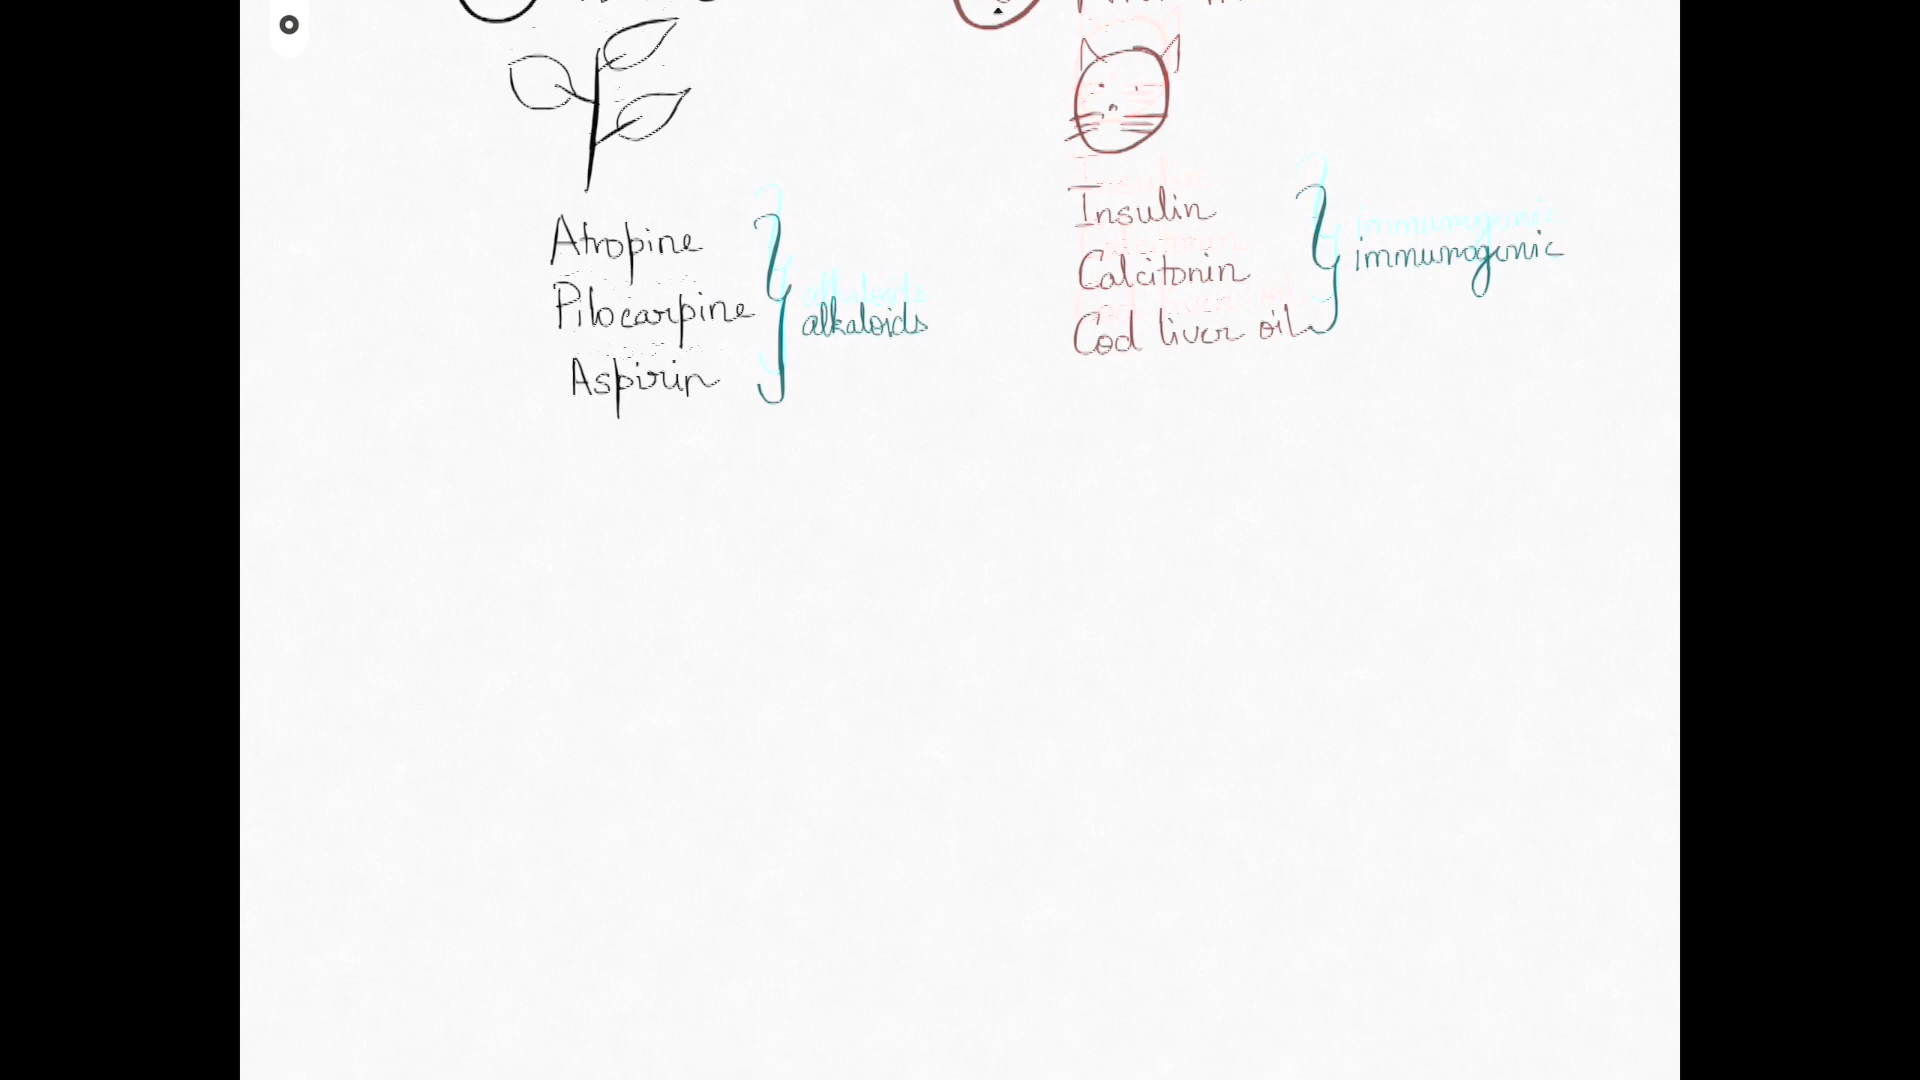 Atropine
Pilocarpine
alkaloids
Aspirin
Insulin
Calcitonin
Cod liver oil
immunogenic